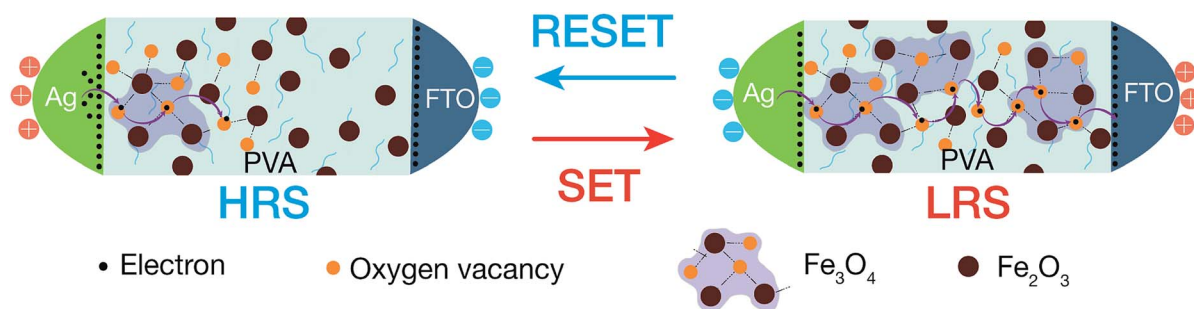 RESET
Ag
FTO
PVA
HRS
SET
Ag
FTO
PVA
LRS
Electron
Oxygen vacancy
Fe₃O₄
Fe₂O₃
+
+
+
−
−
−
−
−
−
+
+
+